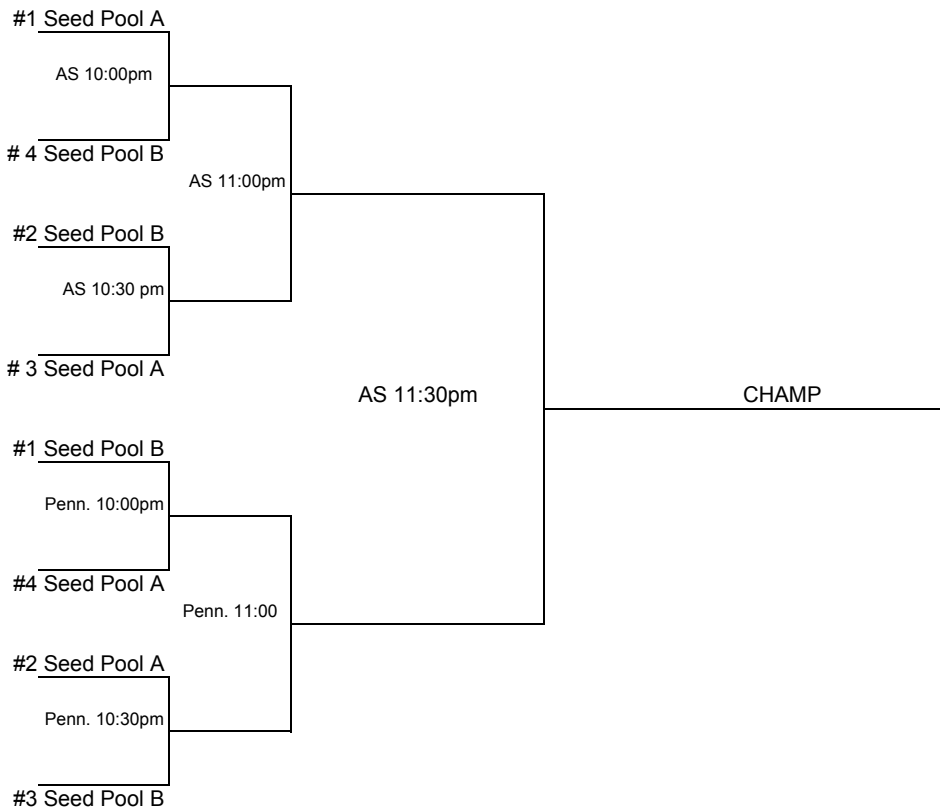 #1 Seed Pool A
AS 10:00pm
# 4 Seed Pool B
AS 11:00pm
#2 Seed Pool B
AS 10:30 pm
# 3 Seed Pool A
AS 11:30pm
CHAMP
#1 Seed Pool B
Penn. 10:00pm
#4 Seed Pool A
Penn. 11:00
#2 Seed Pool A
Penn. 10:30pm
#3 Seed Pool B